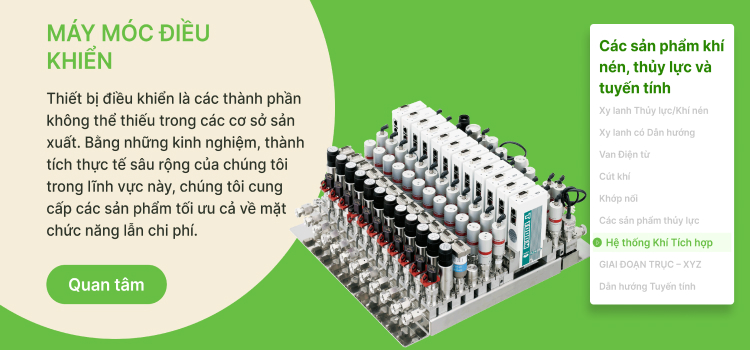 MÁY MÓC ĐIỀU
KHIỂN
Thiết bị điều khiển là các thành phần
không thể thiếu trong các cơ sở sản
xuất. Bằng những kinh nghiệm, thành
tích thực tế sâu rộng của chúng tôi
trong lĩnh vực này, chúng tôi cung
cấp các sản phẩm tối ưu cả về mặt
chức năng lẫn chi phí.
Quan tâm
Các sản phẩm khí
nén, thủy lực và
tuyến tính
Xy lanh Thủy lực/Khí nén
Xy lanh có Dẫn hướng
Van Điện từ
Cút khí
Khớp nối
Các sản phẩm thủy lực
Hệ thống Khí Tích hợp
GIAI ĐOẠN TRỤC – XYZ
Dẫn hướng Tuyến tính